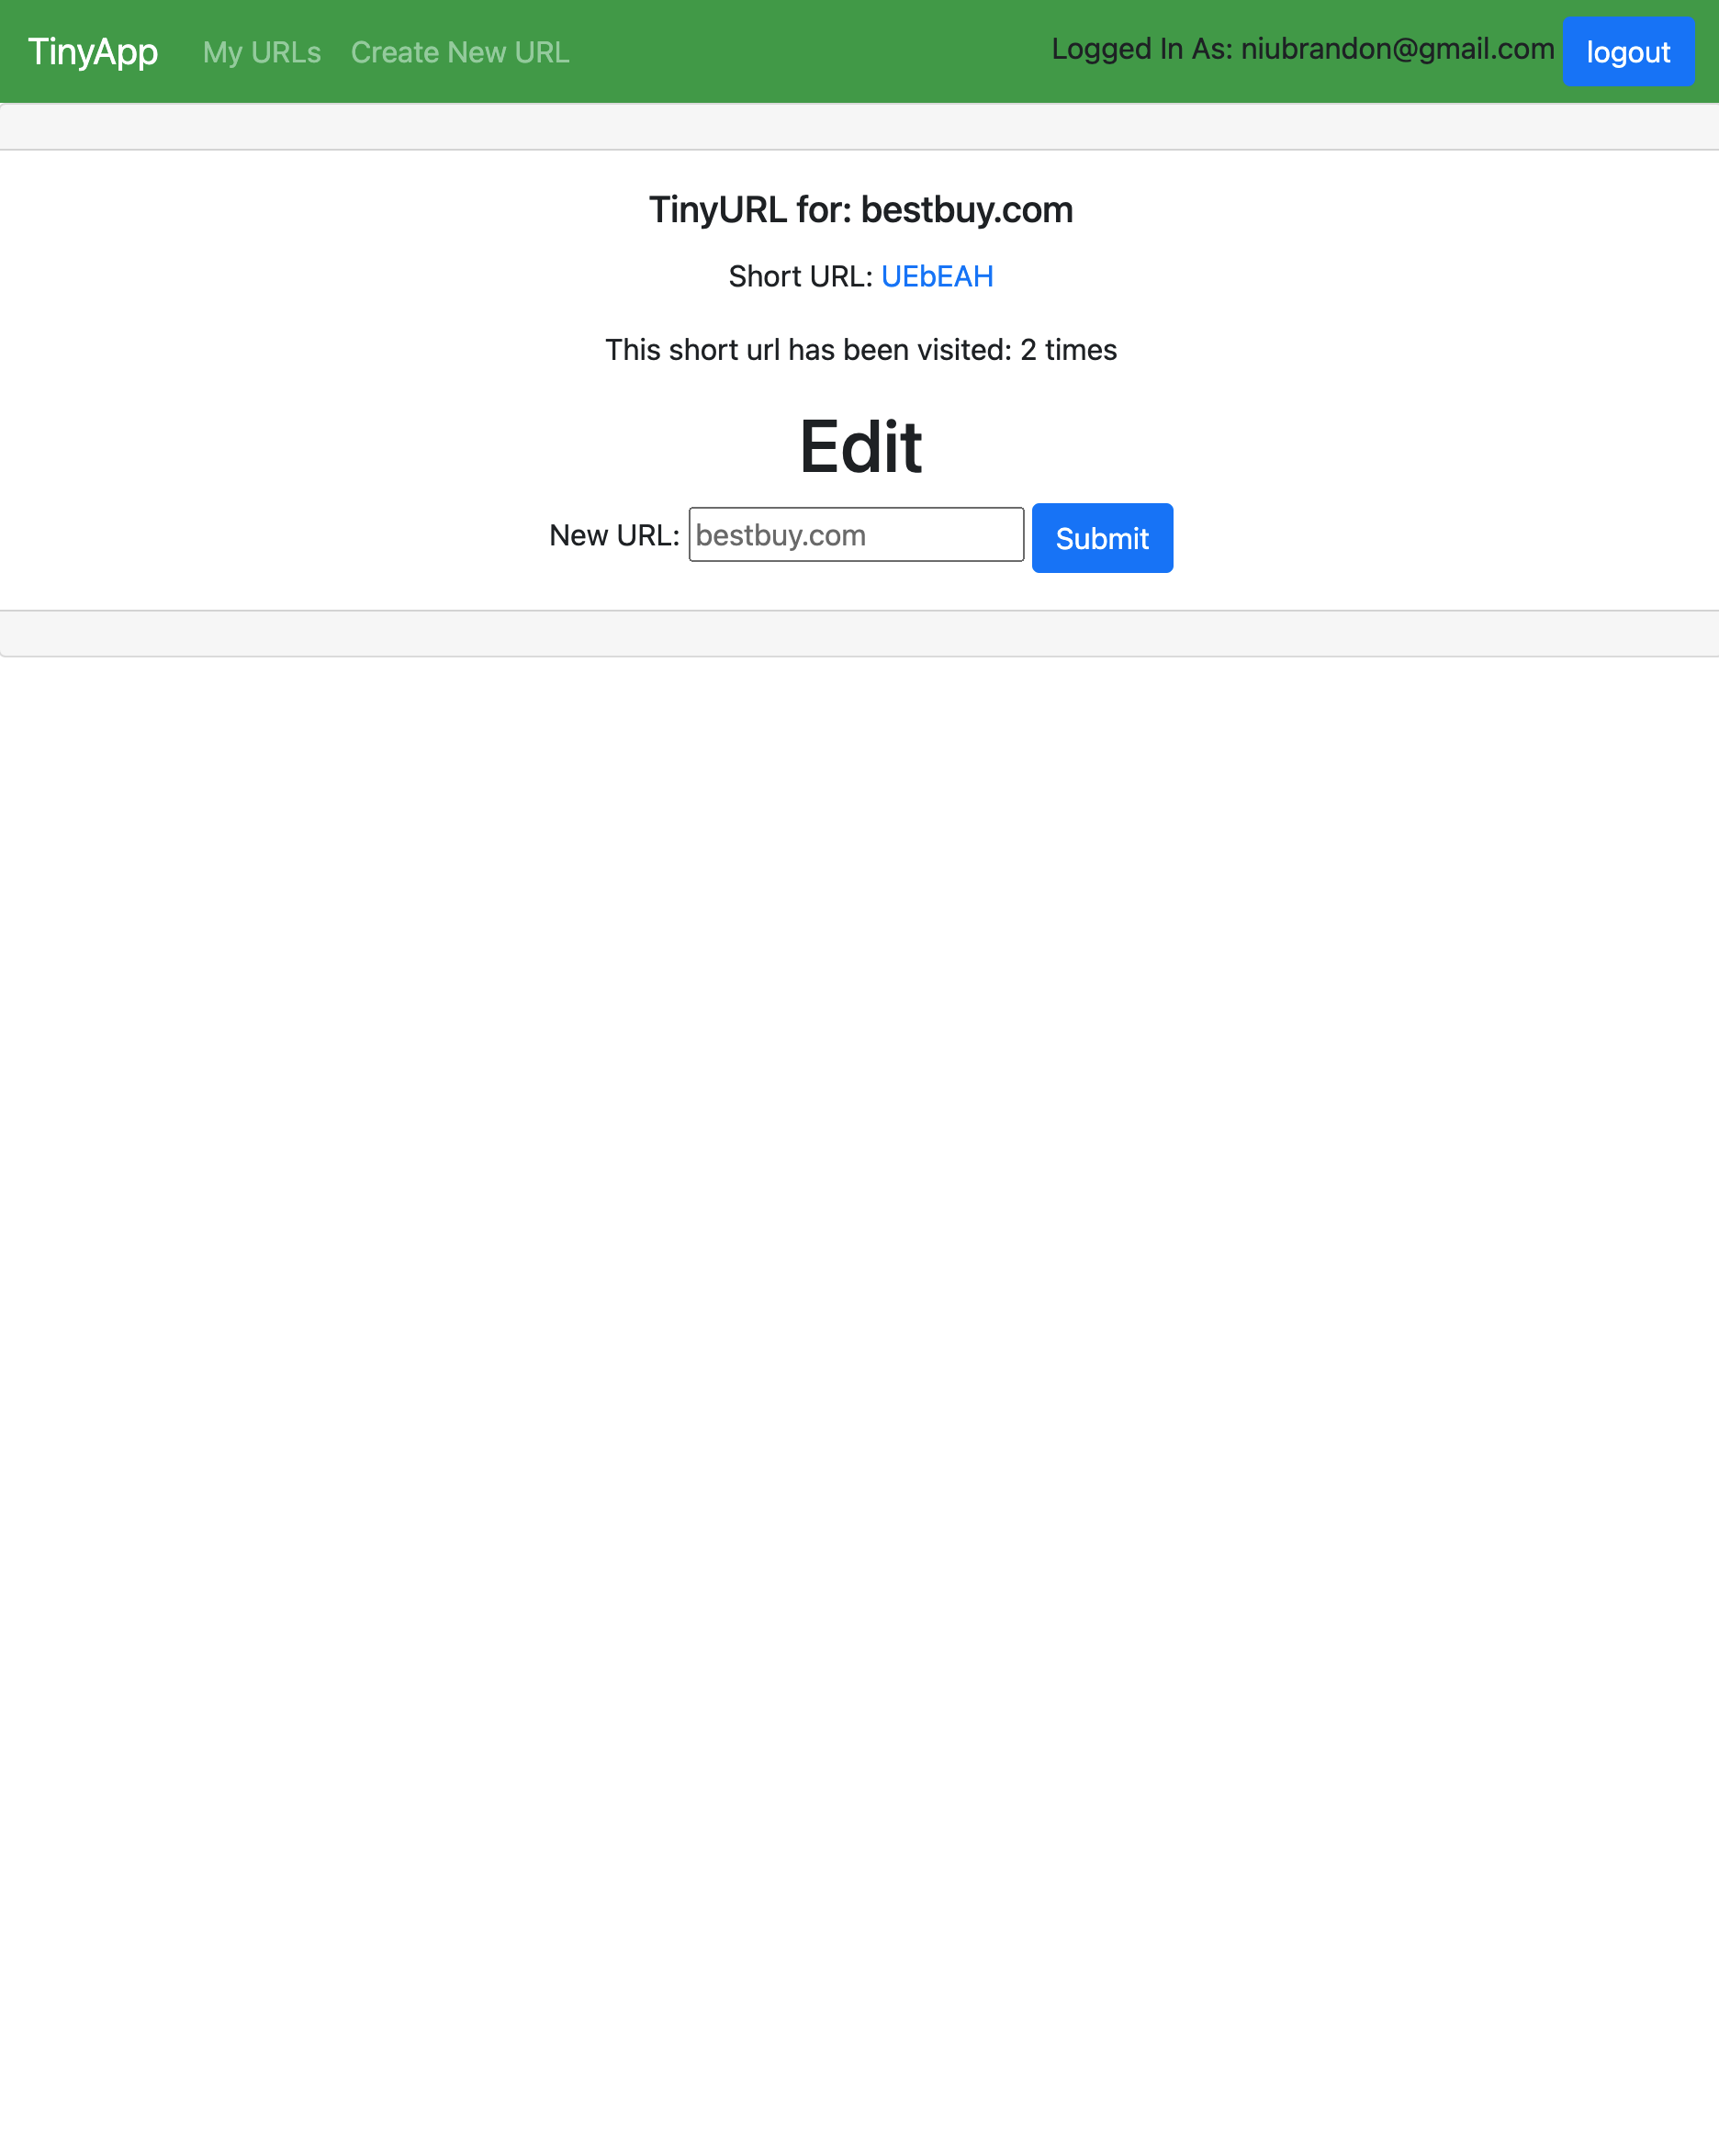 TinyApp My URLs Create New URL Logged In As: niubrandon@gmail.com logout
TinyURL for: bestbuy.com
Short URL: UEbEAH
This short url has been visited: 2 times
Edit
New URL: bestbuy.com Submit